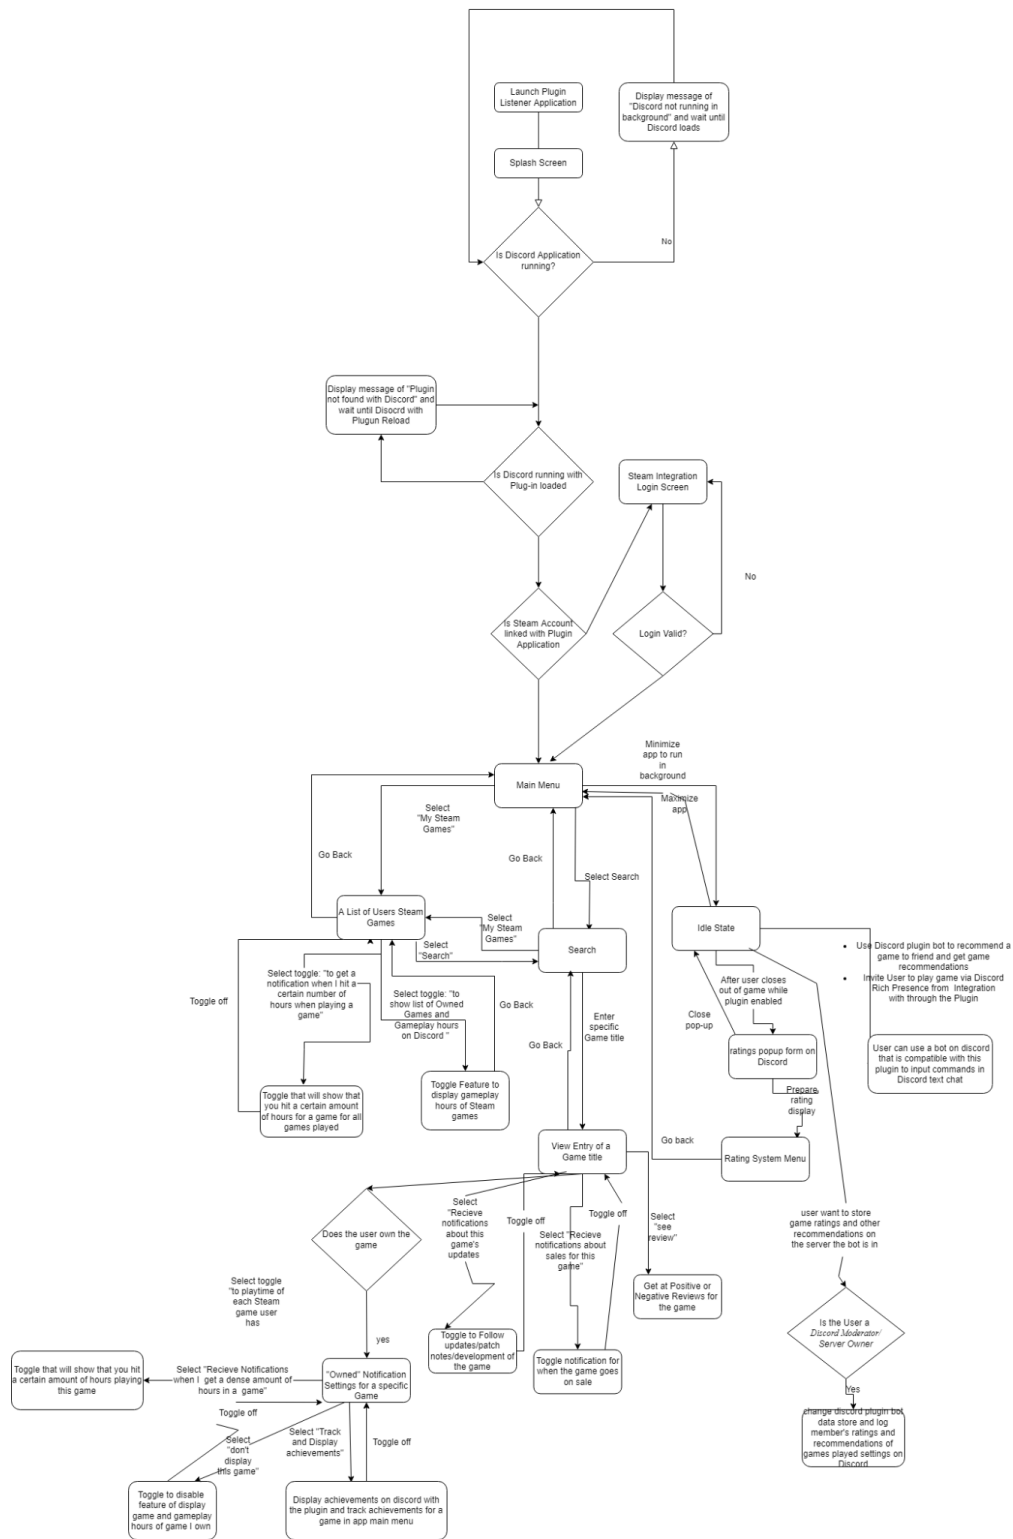 Launch Plugin
Listener Application
Display message of
"Discord not running in
background" and wait until
Discord loads
Splash Screen
No
Is Discord Application
running?
Display message of "Plugin
not found with Discord" and
wait until Disocrd with
Plugun Reload
Is Discord running with
Plug-in loaded
Steam Integration
Login Screen
No
Is Steam Account
linked with Plugin
Application
Login Valid?
Minimize
app to run
in
background
Main Menu
Maximize
app
Select
"My Steam
Games"
Go Back
Go Back
Select Search
A List of Users Steam
Games
Select
"My Steam
Games"
Search
Select
"Search"
Idle State
Use Discord plugin bot to recommend a
game to friend and get game
recommendations
Invite User to play game via Discord
Rich Presence from Integration
with through the Plugin
Toggle off
Select toggle: "to get a
notification when I hit a
certain number of
hours when playing a
game"
Select toggle: "to
show list of Owned
Games and
Gameplay hours
on Discord "
Go Back
Enter
specific
Game title
Go Back
After user closes
out of game while
plugin enabled
Close
pop-up
ratings popup form on
Discord
User can use a bot on discord
that is compatible with this
plugin to input commands in
Discord text chat
Toggle that will show that
you hit a certain amount
of hours for a game for all
games played
Toggle Feature to
display gameplay
hours of Steam
games
Prepare
rating
display
View Entry of a
Game title
Go back
Rating System Menu
Does the user own the
game
Select
"Recieve
notifications
about this
game's
updates
Toggle off
Select "Recieve
notifications about
sales for this
game"
Toggle off
Select
"see
review"
user want to store
game ratings and other
recommendations on
the server the bot is in
Select toggle
"to playtime of
each Steam
game user
has
yes
Get at Positive or
Negative Reviews for
the game
Is the User a
Discord Moderator/
Server Owner
Toggle to Follow
updates/patch
notes/development of
the game
Toggle notification for
when the game goes
on sale
Toggle that will show that you hit
a certain amount of hours playing
this game
Select "Recieve Notifications
when I  get a dense amount of
hours in a  game"
"Owned" Notification
Settings for a specific
Game
Yes
Toggle off
Select
"don't
display
this game"
Select "Track
and Display
achievements"
Toggle off
change discord plugin bot
data store and log
member's ratings and
recommendations of
games played settings on
Discord
Toggle to disable
feature of display
game and gameplay
hours of game I own
Display achievements on discord with
the plugin and track achievements for a
game in app main menu